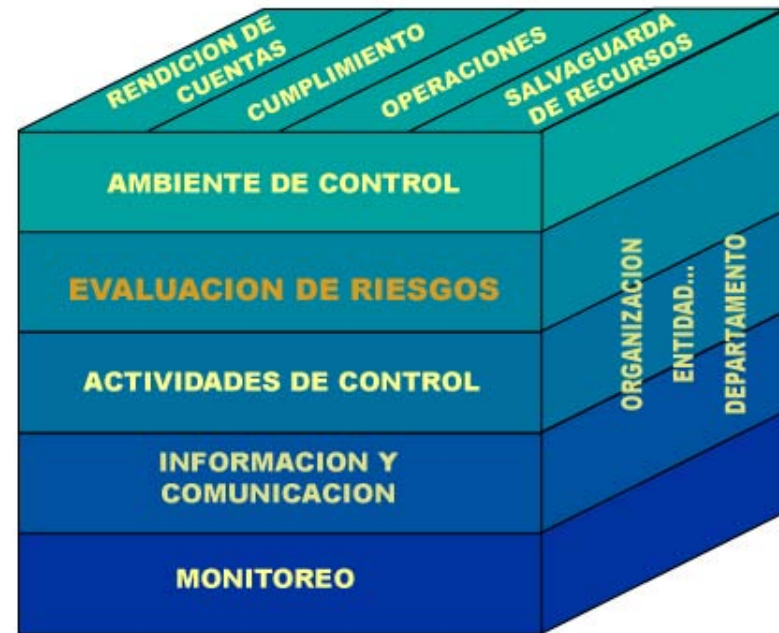 RENDICION DE
CUENTAS
CUMPLIMIENTO
OPERACIONES
SALVAGUARDA
DE RECURSOS
AMBIENTE DE CONTROL
EVALUACION DE RIESGOS
ACTIVIDADES DE CONTROL
INFORMACION Y
COMUNICACION
MONITOREO
ORGANIZACION
ENTIDAD...
DEPARTAMENTO